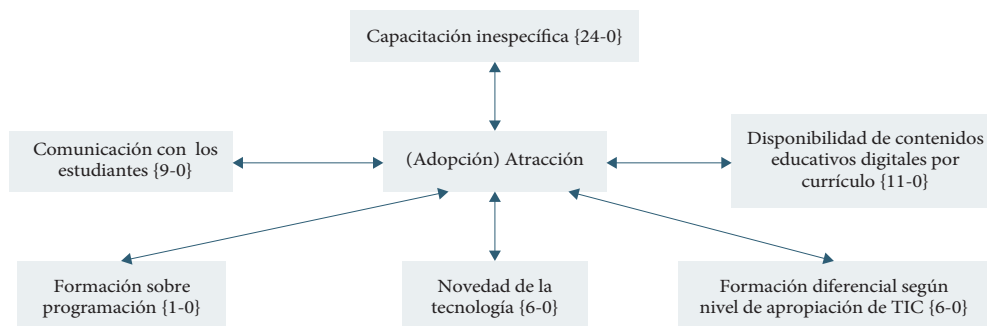 Capacitación inespecífica {24-0}
Comunicación con los
estudiantes {9-0}
(Adopción) Atracción
Disponibilidad de contenidos
educativos digitales por
currículo {11-0}
Formación sobre
programación {1-0}
Novedad de la
tecnología {6-0}
Formación diferencial según
nivel de apropiación de TIC {6-0}